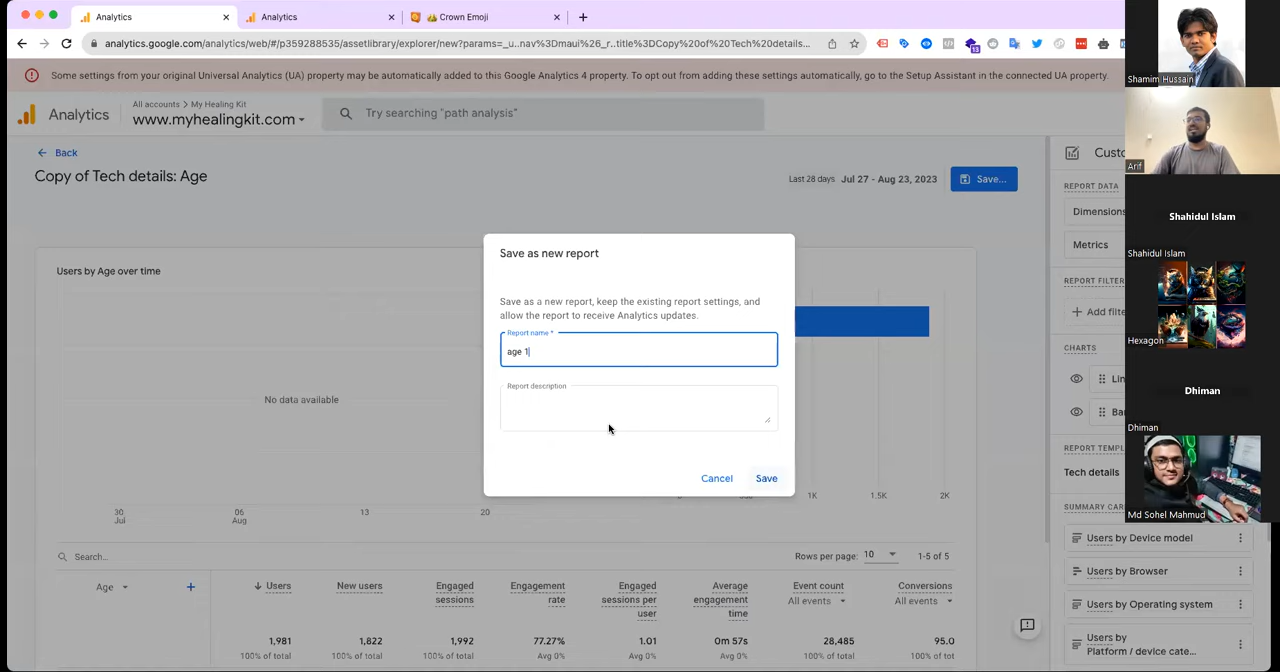 Analytics
Analytics
Crown Emoji
analytics.google.com/analytics/web/#/p359288535/assetlibrary/explorer/new?params=_u..nav%3Dmaui%26_r..title%3DCopy%20of%20Tech%20details...
13
Some settings from your original Universal Analytics (UA) property may be automatically added to this Google Analytics 4 property. To opt out from adding these settings automatically, go to the Setup Assistant in the connected UA property.
Analytics
All accounts > My Healing Kit
www.myhealingkit.com
Try searching "path analysis"
Back
Copy of Tech details: Age
Last 28 days Jul 27 - Aug 23, 2023
Save...
Users by Age over time
No data available
30 Jul
06 Aug
13
20
1K
1.5K
2K
Save as new report
Save as a new report, keep the existing report settings, and
allow the report to receive Analytics updates.
Report name *
age 1
Report description
Cancel
Save
Search...
Rows per page: 10
1-5 of 5
Age
Users
New users
Engaged sessions
Engagement rate
Engaged sessions per user
Average engagement time
Event count
All events
Conversions
All events
1,981
1,822
1,992
77.27%
1.01
0m 57s
28,485
95.0
100% of total
100% of total
100% of total
Avg 0%
Avg 0%
Avg 0%
100% of total
100% of tot
REPORT DATA
Dimensions
Metrics
REPORT FILTE
Add filte
CHARTS
Lin
Ba
REPORT TEMPL
Tech details
SUMMARY CA
Users by Device model
Users by Browser
Users by Operating system
Users by
Platform / device cate...
Shamim Hussain
Arif
Shahidul Islam
Shahidul Islam
Hexagon
Dhiman
Dhiman
Md Sohel Mahmud